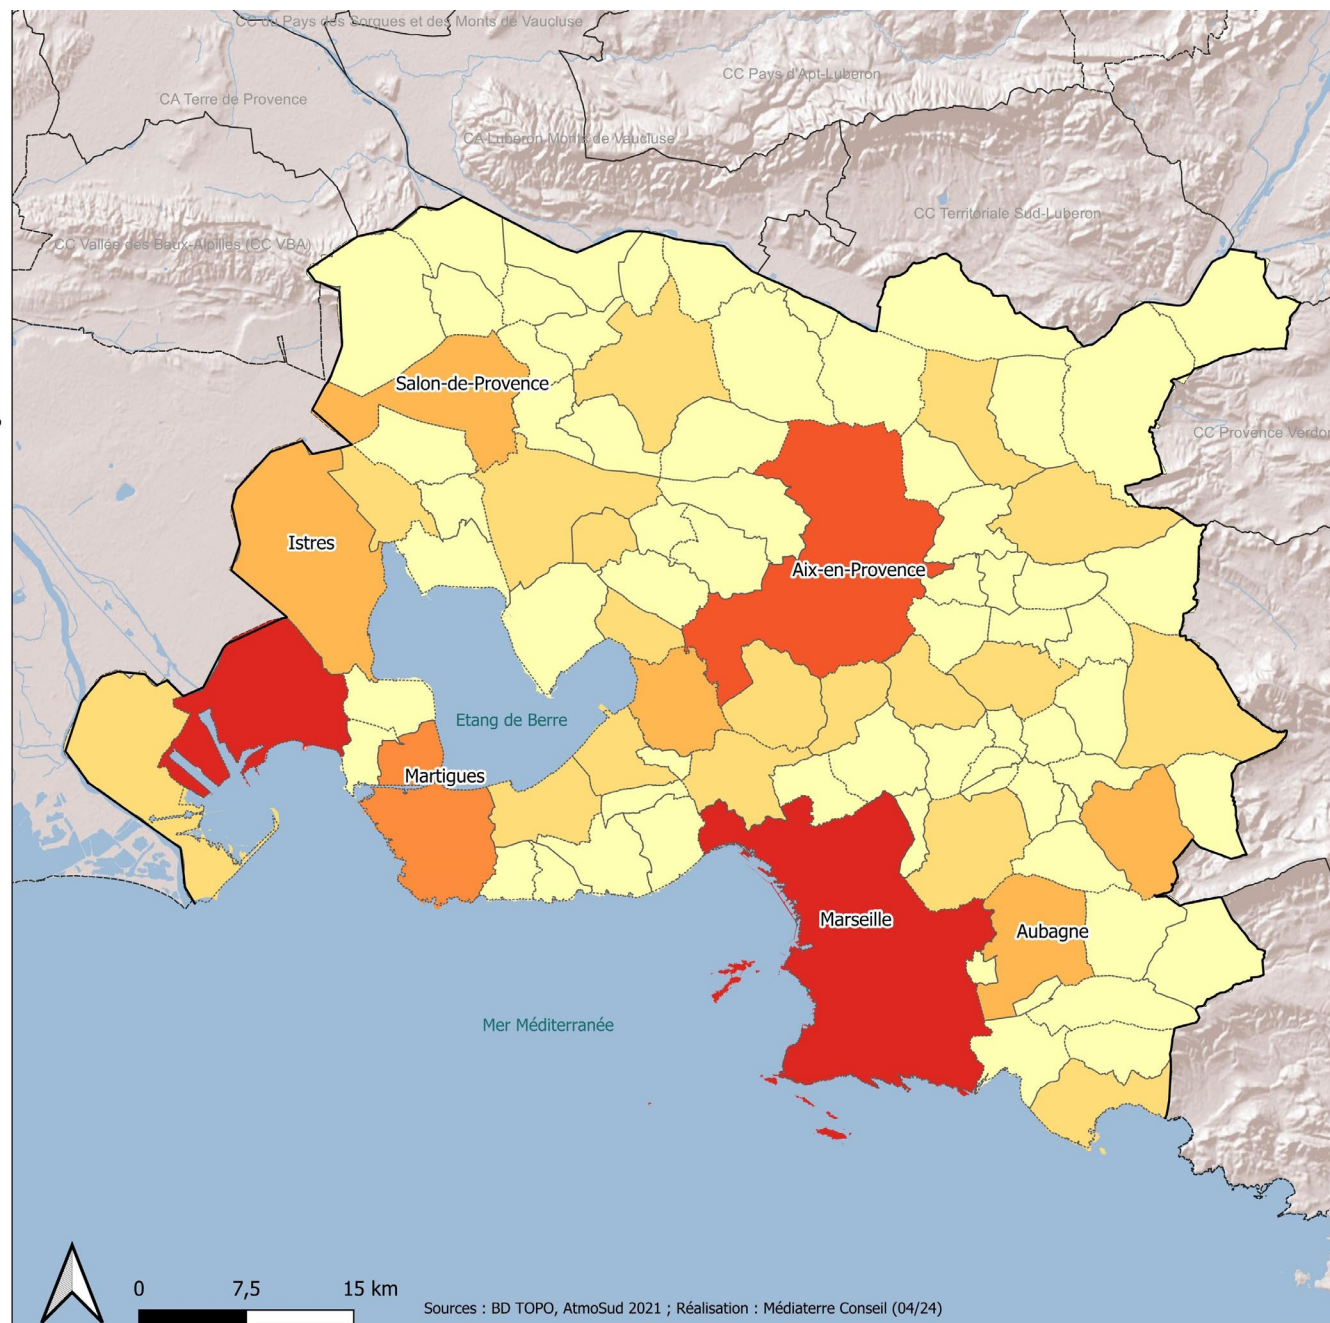 CC du Pays des Sorgues et des Monts de Vaucluse
CC Pays d'Apt-Luberon
CA Terre de Provence
CA Luberon Monts de Vaucluse
CC Territoriale Sud-Luberon
CC Vallée des Baux-Alpilles (CC VBA)
Salon-de-Provence
CC Provence Verdon
Istres
Aix-en-Provence
Etang de Berre
Martigues
Marseille
Aubagne
Mer Méditerranée
0 7,5 15 km
Sources : BD TOPO, AtmoSud 2021 ; Réalisation : Médiaterre Conseil (04/24)